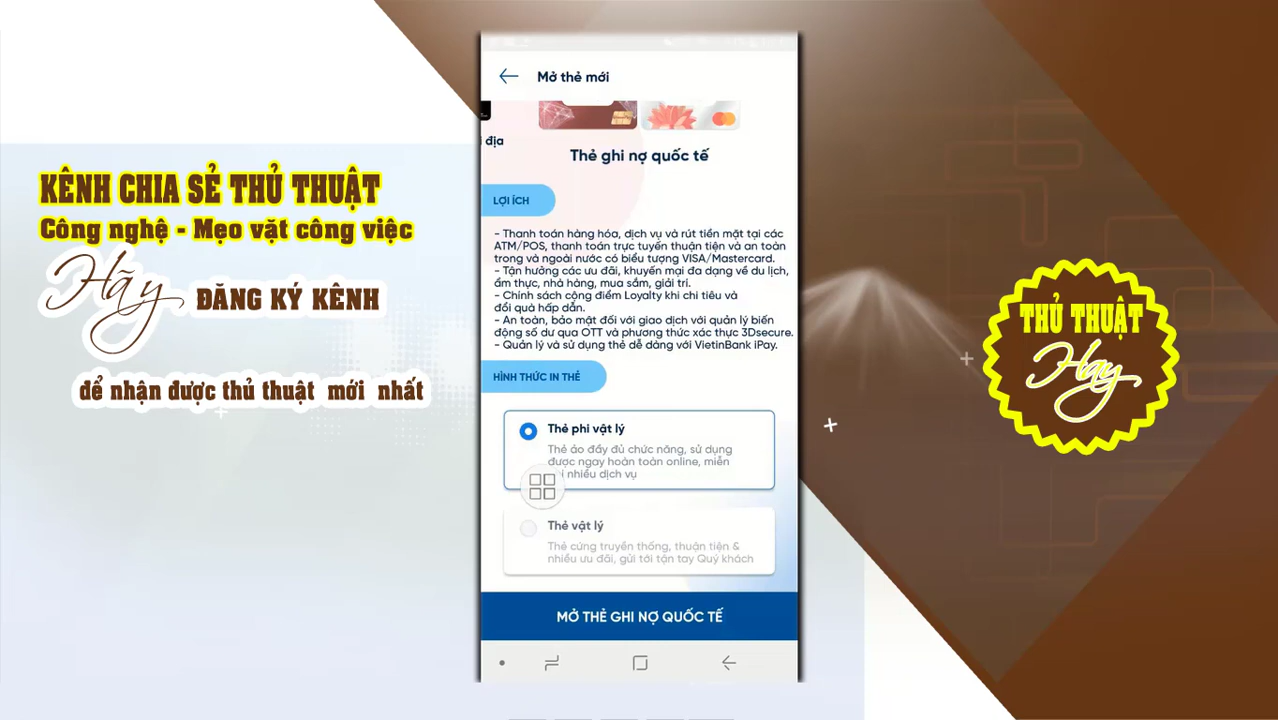 KÊNH CHIA SẺ THỦ THUẬT
Công nghệ - Mẹo vặt công việc
Hãy ĐĂNG KÝ KÊNH
để nhận được thủ thuật mới nhất
Mở thẻ mới
i địa
Thẻ ghi nợ quốc tế
LỢI ÍCH
- Thanh toán hàng hóa, dịch vụ và rút tiền mặt tại các
ATM/POS, thanh toán trực tuyến thuận tiện và an toàn
trong và ngoài nước có biểu tượng VISA/Mastercard.
- Tận hưởng các ưu đãi, khuyến mại đa dạng về du lịch,
ẩm thực, nhà hàng, mua sắm, giải trí.
- Chính sách cộng điểm Loyalty khi chi tiêu và
đổi quà hấp dẫn.
- An toàn, bảo mật đối với giao dịch với quản lý biến
động số dư qua OTT và phương thức xác thực 3Dsecure.
- Quản lý và sử dụng thẻ dễ dàng với VietinBank iPay.
HÌNH THỨC IN THẺ
Thẻ phi vật lý
Thẻ ảo đầy đủ chức năng, sử dụng
được ngay hoàn toàn online, miễn
nhiều dịch vụ
Thẻ vật lý
Thẻ cứng truyền thống, thuận tiện &
nhiều ưu đãi, gửi tới tận tay Quý khách
MỞ THẺ GHI NỢ QUỐC TẾ
THỦ THUẬT
Hay